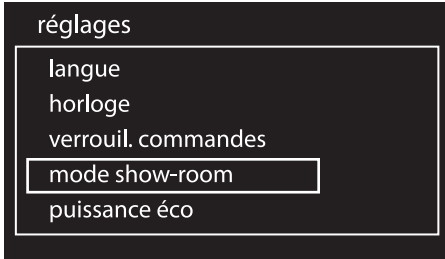 réglages
langue
horloge
verrouil. commandes
mode show-room
puissance éco